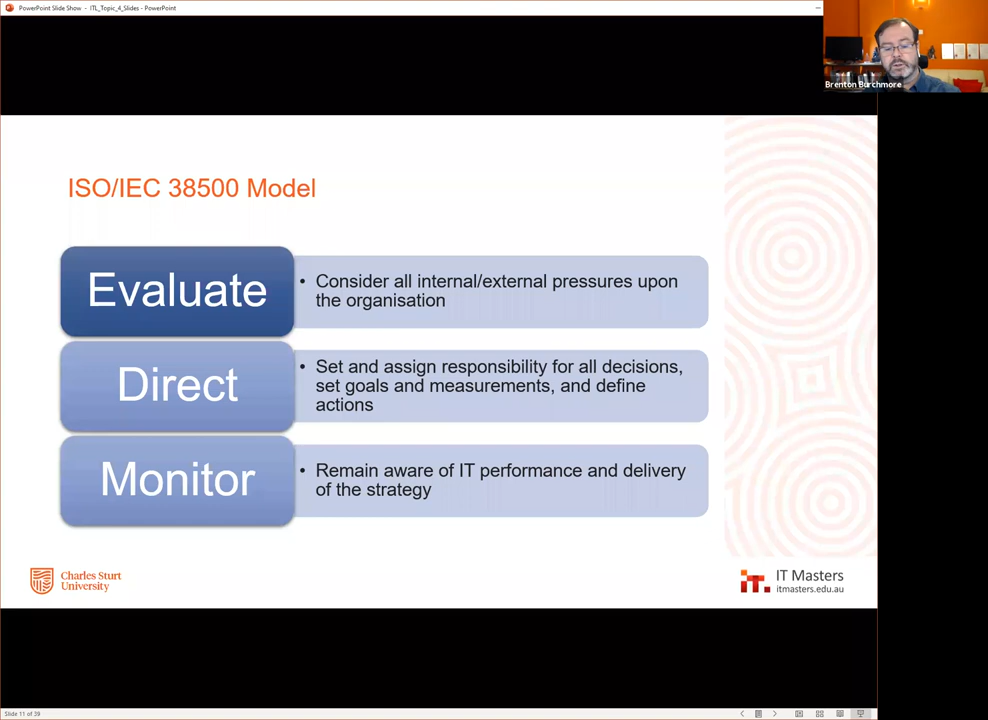 PowerPoint Slide Show - ITL_Topic_4_Slides - PowerPoint
Brenton Burchmore
ISO/IEC 38500 Model
Evaluate
• Consider all internal/external pressures upon
the organisation
Direct
• Set and assign responsibility for all decisions,
set goals and measurements, and define
actions
Monitor
• Remain aware of IT performance and delivery
of the strategy
Charles Sturt
University
iT.
IT Masters
itmasters.edu.au
Slide 11 of 39